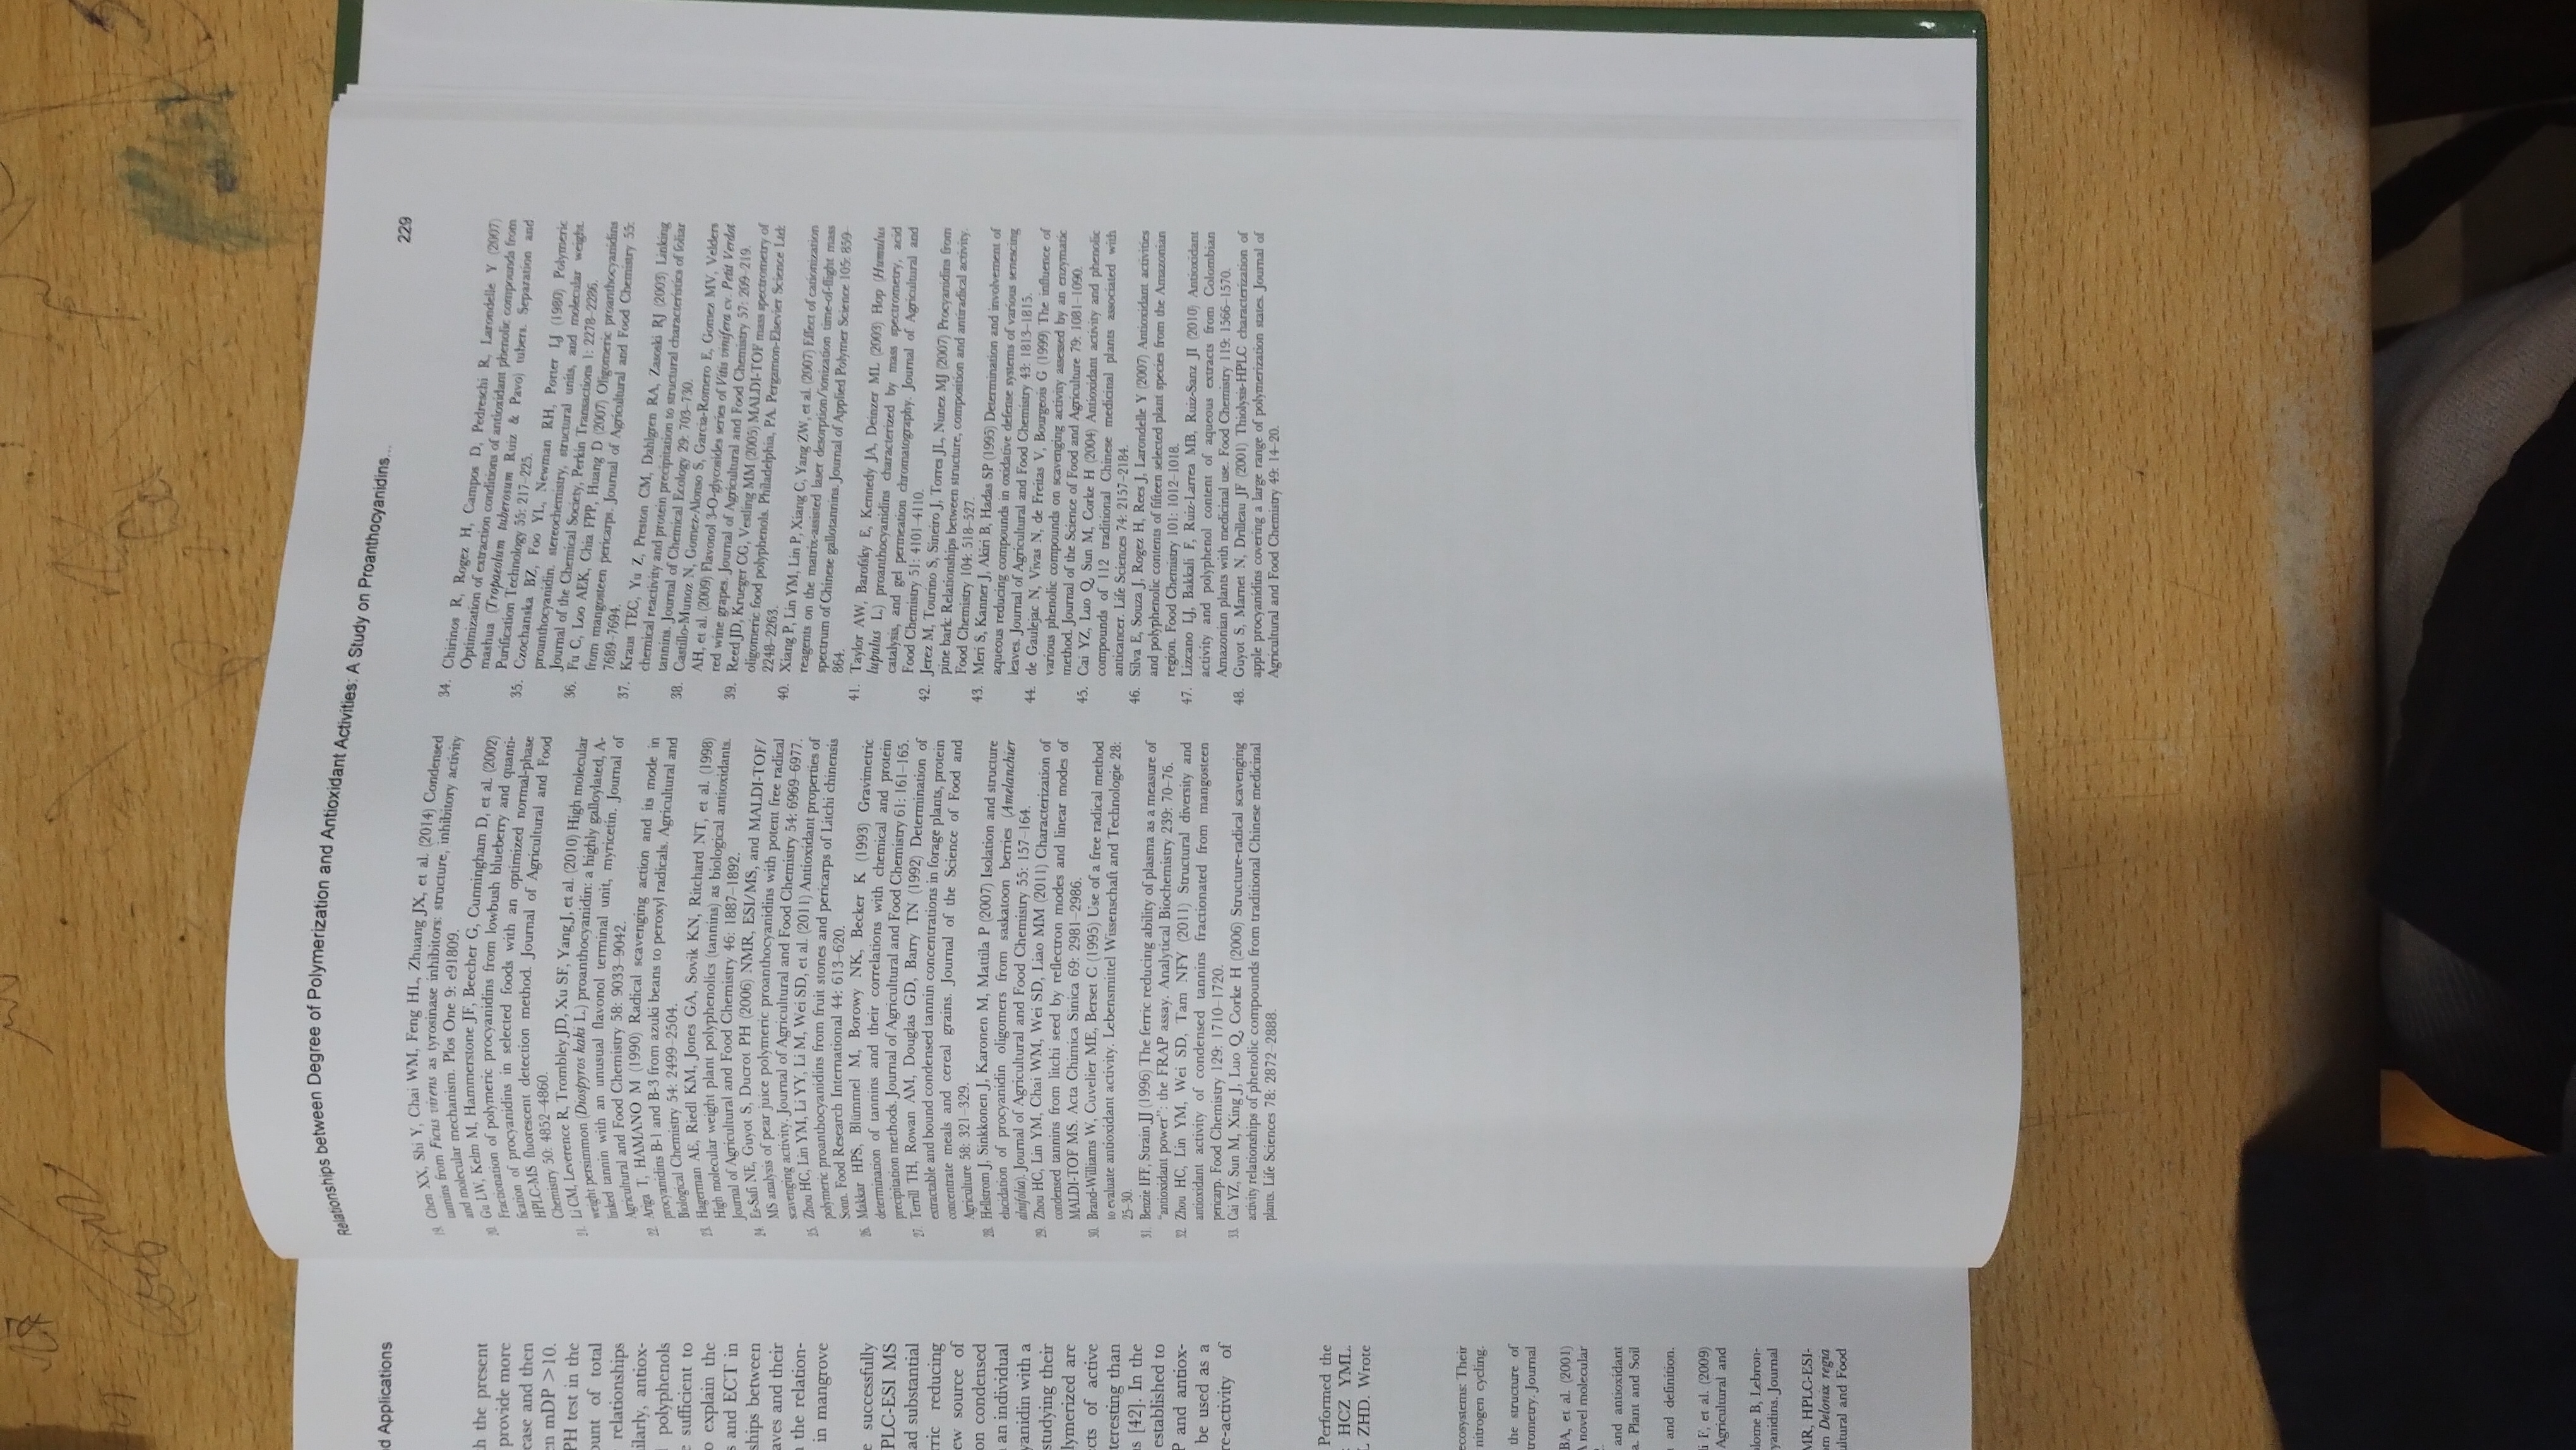 d Applications
h the present
provide more
ease and then
en mDP >10.
PH test in the
ount of total
relationships
ilarly, antiox-
polyphenols
e sufficient to
o explain the
s and ECT in
ships between
aves and their
the relation-
in mangrove
e successfully
PLC-ESI MS
ad substantial
rric reducing
ew source of
on condensed
an individual
yanidin with a
studying their
lymerized are
cts of active
teresting than
s [42]. In the
established to
P and antiox-
be used as a
re-activity of
Performed the
: HCZ YML.
L ZHD. Wrote
ecosystems: Their
nitrogen cycling.
the structure of
trometry. Journal
BA, et al. (2001)
A novel molecular
and antioxidant
a. Plant and Soil
and definition.
li F, et al. (2009)
Agricultural and
lome B, Lebron-
yanidins. Journal
MR, HPLC-ESI-
om Delonix regia
ultural and Food
Relationships between Degree of Polymerization and Antioxidant Activities: A Study on Proanthocyanidins...
229
19. Chen XX, Shi Y, Chai WM, Feng HL, Zhuang JX, et al. (2014) Condensed
tannins from Ficus virens as tyrosinase inhibitors: structure, inhibitory activity
and molecular mechanism. Plos One 9: e91809.
20. Gu LW, Kelm M, Hammerstone JF, Beecher G, Cunningham D, et al. (2002)
Fractionation of polymeric procyanidins from lowbush blueberry and quanti-
fication of procyanidins in selected foods with an optimized normal-phase
HPLC-MS fluorescent detection method. Journal of Agricultural and Food
Chemistry 50: 4852–4860.
21. Li CM, Leverence R, Trombley JD, Xu SF, Yang J, et al. (2010) High molecular
weight persimmon (Diospyros kaki L.) proanthocyanidin: a highly galloylated, A-
linked tannin with an unusual flavonol terminal unit, myricetin. Journal of
Agricultural and Food Chemistry 58: 9033–9042.
22. Ariga T, HAMANO M (1990) Radical scavenging action and its mode in
procyanidins B-1 and B-3 from azuki beans to peroxyl radicals. Agricultural and
Biological Chemistry 54: 2499–2504.
23. Hagerman AE, Riedl KM, Jones GA, Sovik KN, Ritchard NT, et al. (1998)
High molecular weight plant polyphenolics (tannins) as biological antioxidants.
Journal of Agricultural and Food Chemistry 46: 1887–1892.
24. Es-Safi NE, Guyot S, Ducrot PH (2006) NMR, ESI/MS, and MALDI-TOF/
MS analysis of pear juice polymeric proanthocyanidins with potent free radical
scavenging activity. Journal of Agricultural and Food Chemistry 54: 6969–6977.
25. Zhou HC, Lin YM, Li YY, Li M, Wei SD, et al. (2011) Antioxidant properties of
polymeric proanthocyanidins from fruit stones and pericarps of Litchi chinensis
Sonn. Food Research International 44: 613–620.
26. Makkar HPS, Blümmel M, Borowy NK, Becker K (1993) Gravimetric
determination of tannins and their correlations with chemical and protein
precipitation methods. Journal of Agricultural and Food Chemistry 61: 161–165.
27. Terrill TH, Rowan AM, Douglas GD, Barry TN (1992) Determination of
extractable and bound condensed tannin concentrations in forage plants, protein
concentrate meals and cereal grains. Journal of the Science of Food and
Agriculture 58: 321–329.
28. Hellstrom J, Sinkkonen J, Karonen M, Mattila P (2007) Isolation and structure
elucidation of procyanidin oligomers from saskatoon berries (Amelanchier
alnifolia). Journal of Agricultural and Food Chemistry 55: 157–164.
29. Zhou HC, Lin YM, Chai WM, Wei SD, Liao MM (2011) Characterization of
condensed tannins from litchi seed by reflectron modes and linear modes of
MALDI-TOF MS. Acta Chimica Sinica 69: 2981–2986.
30. Brand-Williams W, Cuvelier ME, Berset C (1995) Use of a free radical method
to evaluate antioxidant activity. Lebensmittel Wissenschaft and Technologie 28:
25–30.
31. Benzie IFF, Strain JJ (1996) The ferric reducing ability of plasma as a measure of
“antioxidant power”: the FRAP assay. Analytical Biochemistry 239: 70–76.
32. Zhou HC, Lin YM, Wei SD, Tam NFY (2011) Structural diversity and
antioxidant activity of condensed tannins fractionated from mangosteen
pericarp. Food Chemistry 129: 1710–1720.
33. Cai YZ, Sun M, Xing J, Luo Q, Corke H (2006) Structure-radical scavenging
activity relationships of phenolic compounds from traditional Chinese medicinal
plants. Life Sciences 78: 2872–2888.
34. Chirinos R, Rogez H, Campos D, Pedreschi R, Larondelle Y (2007)
Optimization of extraction conditions of antioxidant phenolic compounds from
mashua (Tropaeolum tuberosum Ruiz & Pavo) tubers. Separation and
Purification Technology 55: 217–225.
35. Czochanska BZ, Foo YL, Newman RH, Porter LJ (1980) Polymeric
proanthocyanidin. stereochemistry, structural units, and molecular weight.
Journal of the Chemical Society, Perkin Transactions 1: 2278–2286.
36. Fu C, Loo AEK, Chia FPP, Huang D (2007) Oligomeric proanthocyanidins
from mangosteen pericarps. Journal of Agricultural and Food Chemistry 55:
7689–7694.
37. Kraus TEC, Yu Z, Preston CM, Dahlgren RA, Zasoski RJ (2003) Linking
chemical reactivity and protein precipitation to structural characteristics of foliar
tannins. Journal of Chemical Ecology 29: 703–730.
38. Castillo-Munoz N, Gomez-Alonso S, Garcia-Romero E, Gomez MV, Velders
AH, et al. (2009) Flavonol 3-O-glycosides series of Vitis vinifera cv. Petit Verdot
red wine grapes. Journal of Agricultural and Food Chemistry 57: 209–219.
39. Reed JD, Krueger CG, Vestling MM (2005) MALDI-TOF mass spectrometry of
oligomeric food polyphenols. Philadelphia, PA. Pergamon-Elsevier Science Ltd:
2248–2263.
40. Xiang P, Lin YM, Lin P, Xiang C, Yang ZW, et al. (2007) Effect of cationization
reagents on the matrix-assisted laser desorption/ionization time-of-flight mass
spectrum of Chinese gallotannins. Journal of Applied Polymer Science 105: 859–
864.
41. Taylor AW, Barofsky E, Kennedy JA, Deinzer ML (2003) Hop (Humulus
lupulus L.) proanthocyanidins characterized by mass spectrometry, acid
catalysis, and gel permeation chromatography. Journal of Agricultural and
Food Chemistry 51: 4101–4110.
42. Jerez M, Tourino S, Sineiro J, Torres JL, Nunez MJ (2007) Procyanidins from
pine bark: Relationships between structure, composition and antiradical activity.
Food Chemistry 104: 518–527.
43. Meri S, Kanner J, Akiri B, Hadas SP (1995) Determination and involvement of
aqueous reducing compounds in oxidative defense systems of various senescing
leaves. Journal of Agricultural and Food Chemistry 43: 1813–1815.
44. de Gaulejac N, Vivas N, de Freitas V, Bourgeois G (1999) The influence of
various phenolic compounds on scavenging activity assessed by an enzymatic
method. Journal of the Science of Food and Agriculture 79: 1081–1090.
45. Cai YZ, Luo Q, Sun M, Corke H (2004) Antioxidant activity and phenolic
compounds of 112 traditional Chinese medicinal plants associated with
anticancer. Life Sciences 74: 2157–2184.
46. Silva E, Souza J, Rogez H, Rees J, Larondelle Y (2007) Antioxidant activities
and polyphenolic contents of fifteen selected plant species from the Amazonian
region. Food Chemistry 101: 1012–1018.
47. Lizcano LJ, Bakkali F, Ruiz-Larrea MB, Ruiz-Sanz JI (2010) Antioxidant
activity and polyphenol content of aqueous extracts from Colombian
Amazonian plants with medicinal use. Food Chemistry 119: 1566–1570.
48. Guyot S, Marnet N, Drilleau JF (2001) Thiolysis-HPLC characterization of
apple procyanidins covering a large range of polymerization states. Journal of
Agricultural and Food Chemistry 49: 14–20.